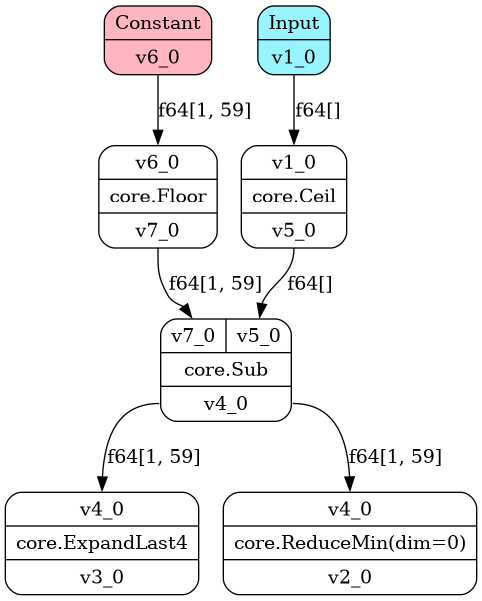 Constant
v6_0
Input
v1_0
f64[1, 59]
f64[]
v6_0
core.Floor
v7_0
v1_0
core.Ceil
v5_0
f64[1, 59]
f64[]
v7_0 v5_0
core.Sub
v4_0
f64[1, 59]
f64[1, 59]
v4_0
core.ExpandLast4
v3_0
v4_0
core.ReduceMin(dim=0)
v2_0